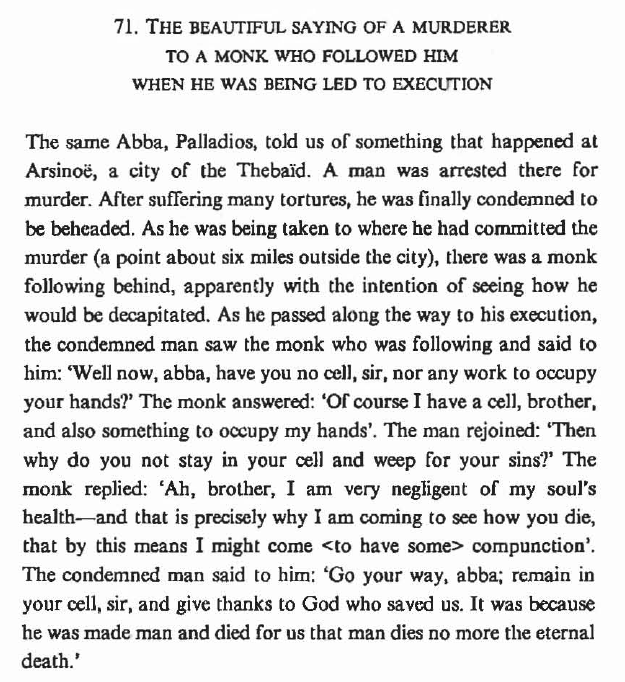 71. THE BEAUTIFUL SAYING OF A MURDERER
TO A MONK WHO FOLLOWED HIM
WHEN HE WAS BEING LED TO EXECUTION
The same Abba, Palladios, told us of something that happened at
Arsinoë, a city of the Thebaïd. A man was arrested there for
murder. After suffering many tortures, he was finally condemned to
be beheaded. As he was being taken to where he had committed the
murder (a point about six miles outside the city), there was a monk
following behind, apparently with the intention of seeing how he
would be decapitated. As he passed along the way to his execution,
the condemned man saw the monk who was following and said to
him: ‘Well now, abba, have you no cell, sir, nor any work to occupy
your hands?’ The monk answered: ‘Of course I have a cell, brother,
and also something to occupy my hands’. The man rejoined: ‘Then
why do you not stay in your cell and weep for your sins?’ The
monk replied: ‘Ah, brother, I am very negligent of my soul's
health—and that is precisely why I am coming to see how you die,
that by this means I might come <to have some> compunction’.
The condemned man said to him: ‘Go your way, abba; remain in
your cell, sir, and give thanks to God who saved us. It was because
he was made man and died for us that man dies no more the eternal
death.’